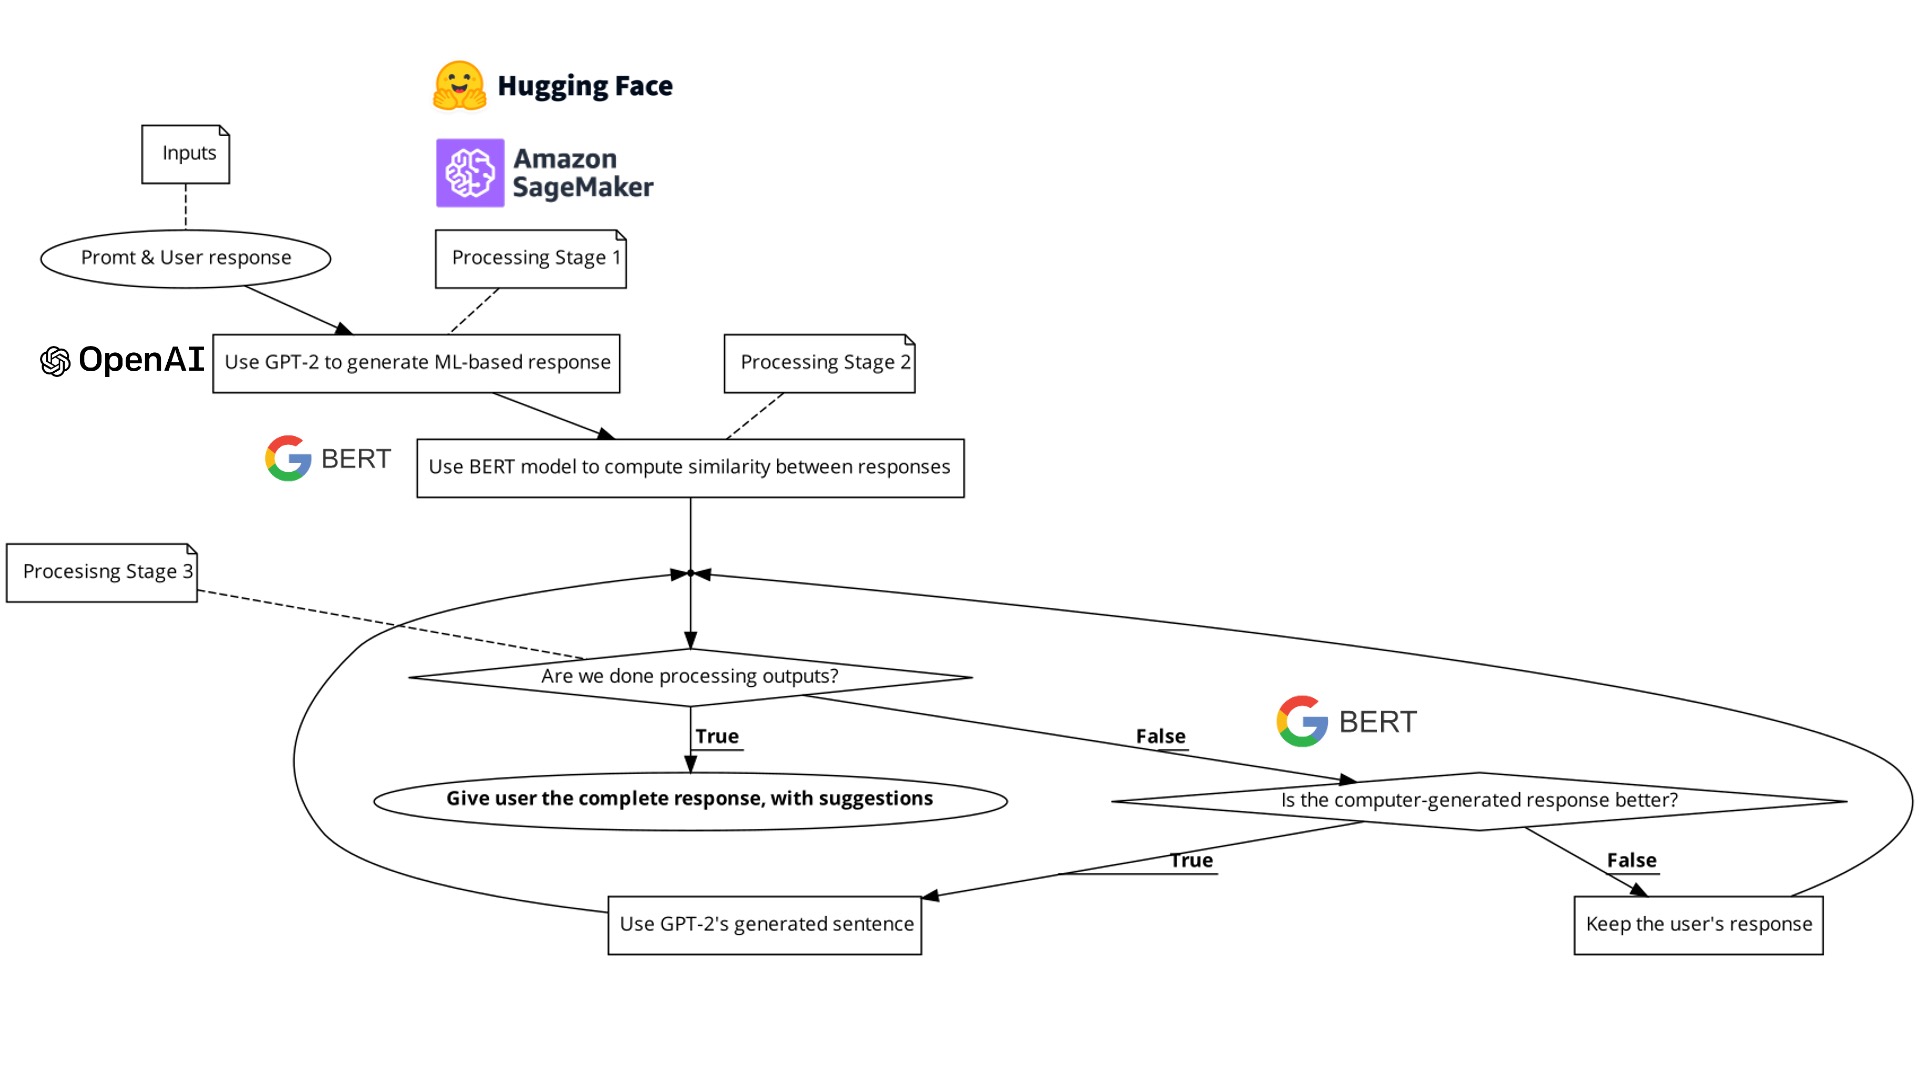 Hugging Face
Inputs
Amazon
SageMaker
Promt & User response
Processing Stage 1
OpenAI
Use GPT-2 to generate ML-based response
Processing Stage 2
BERT
Use BERT model to compute similarity between responses
Procesisng Stage 3
Are we done processing outputs?
BERT
True
False
Give user the complete response, with suggestions
Is the computer-generated response better?
True
False
Use GPT-2's generated sentence
Keep the user's response